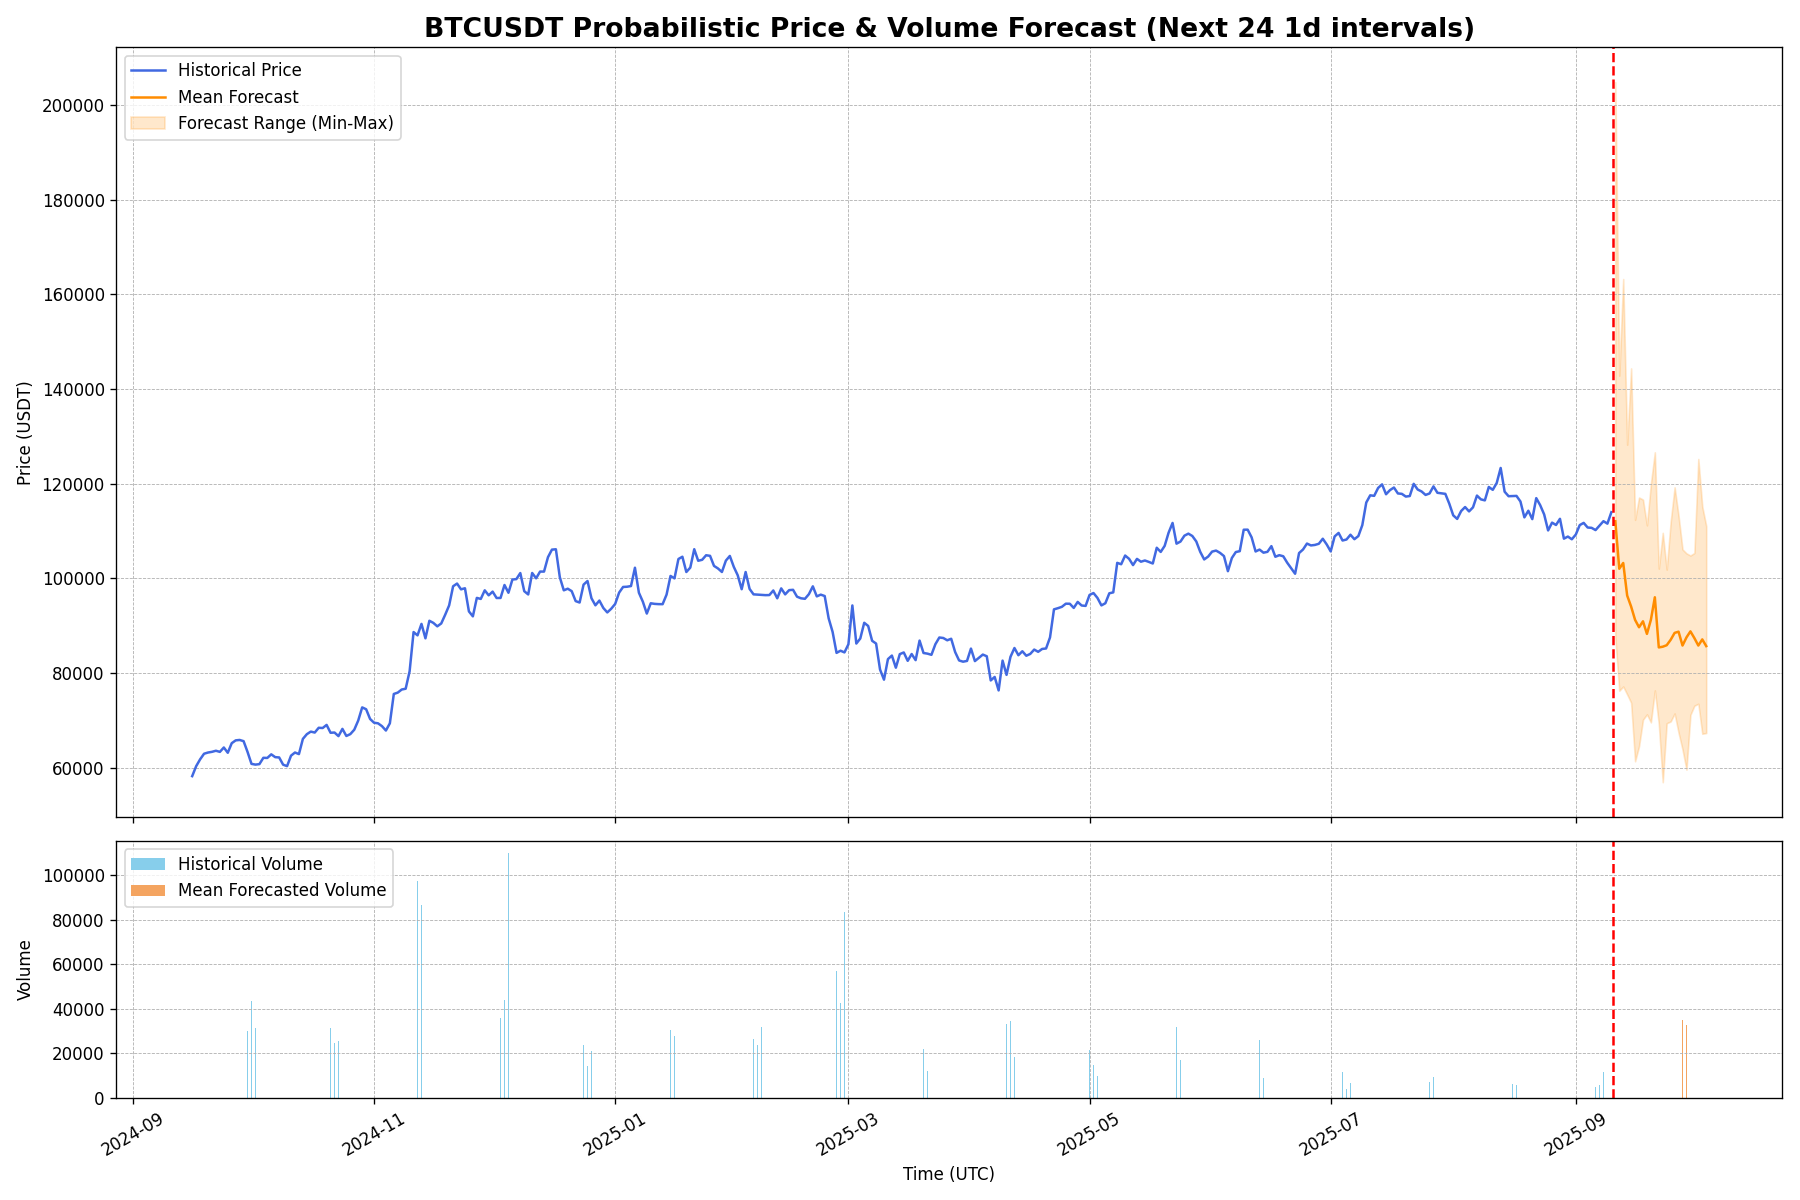 BTCUSDT Probabilistic Price & Volume Forecast (Next 24 1d intervals)
Historical Price
Mean Forecast
Forecast Range (Min-Max)
Price (USDT)
200000
180000
160000
140000
120000
100000
80000
60000
Historical Volume
Mean Forecasted Volume
Volume
100000
80000
60000
40000
20000
0
2024-09
2024-11
2025-01
2025-03
2025-05
2025-07
2025-09
Time (UTC)